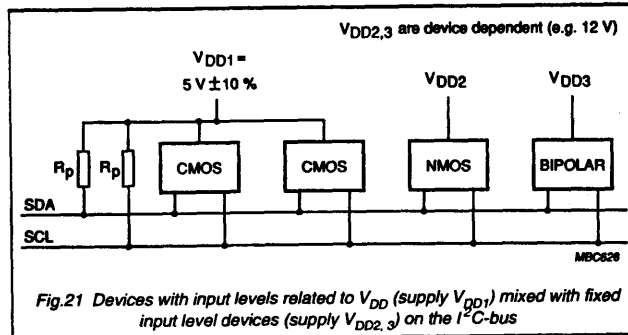 VDD2,3 are device dependent (e.g. 12 V)
VDD1 =
5 V ± 10 %
VDD2
VDD3
Rp
Rp
CMOS
CMOS
NMOS
BIPOLAR
SDA
SCL
MBC626
Fig.21 Devices with input levels related to VDD (supply VDD1) mixed with fixed
input level devices (supply VDD2, 3) on the I²C-bus